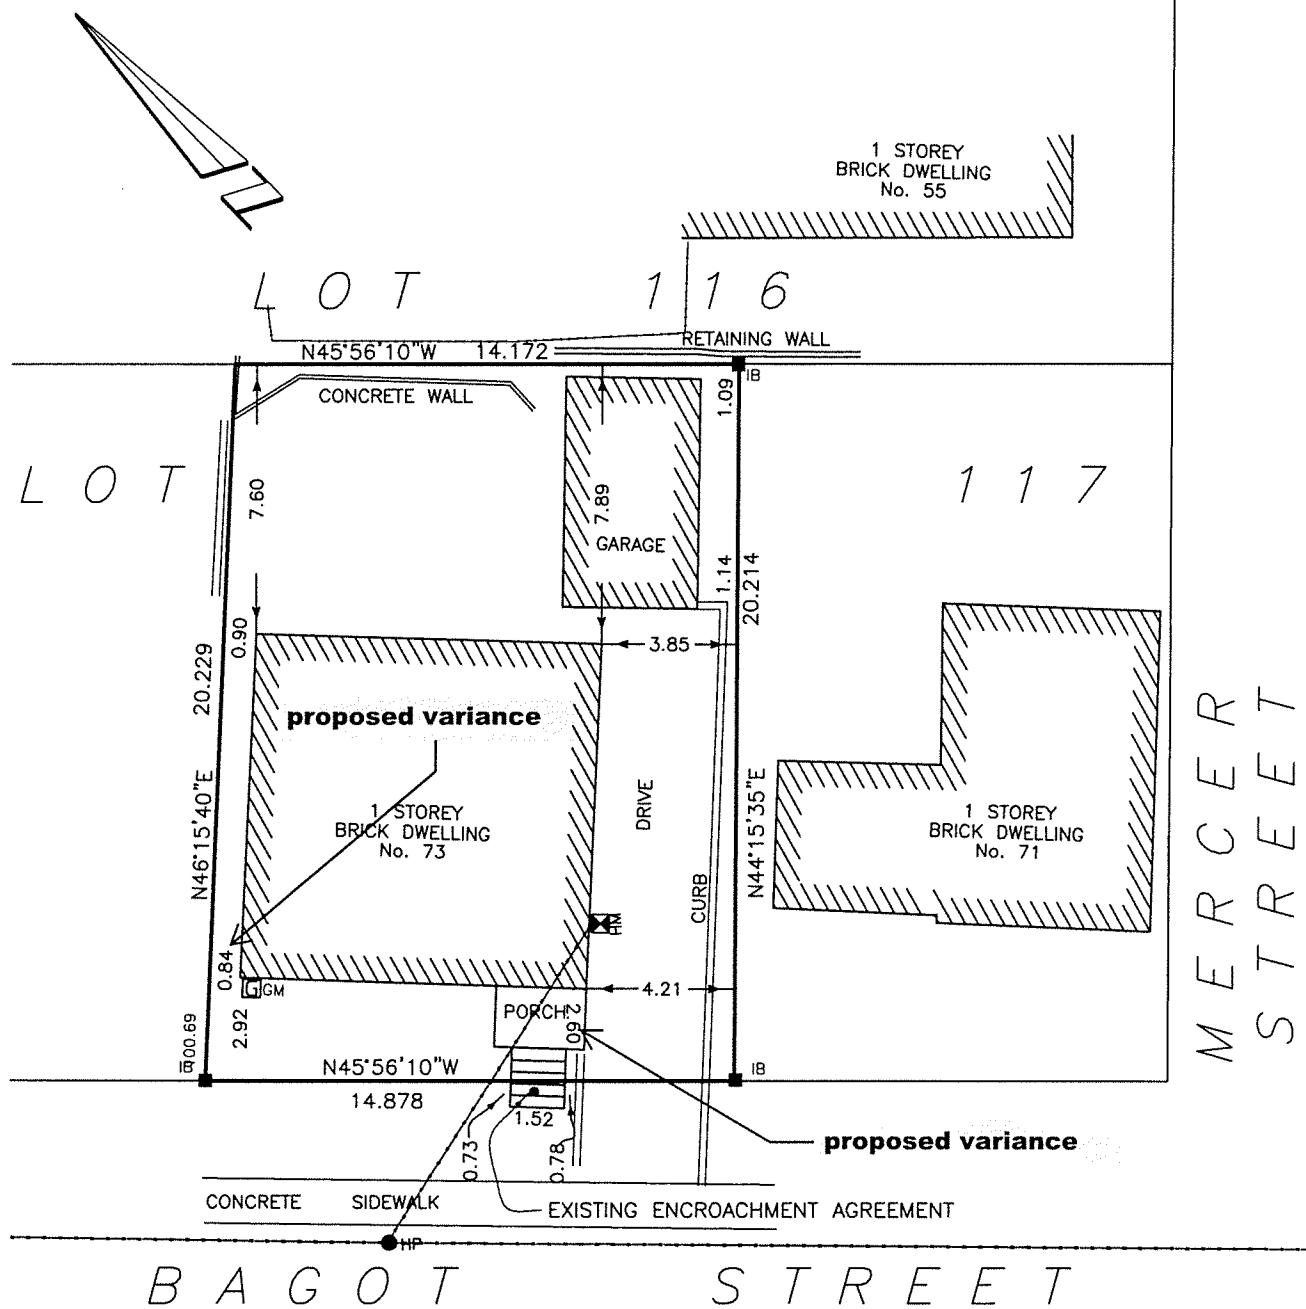 1 STOREY
BRICK DWELLING
No. 55
LOT 116
RETAINING WALL
N45°56'10"W 14.172
IB
CONCRETE WALL
1.09
LOT 117
7.60
7.89
GARAGE
1.14
20.214
0.90
3.85
20.229
proposed variance
N46°15'40"E
DRIVE
N44°15'35"E
1 STOREY
BRICK DWELLING
No. 73
1 STOREY
BRICK DWELLING
No. 71
MERCER
STREET
CURB
HM
0.84
G GM
4.21
PORCH
2.60
2.92
IB
N45°56'10"W
IB
14.878
1.52
0.73
0.78
proposed variance
CONCRETE SIDEWALK
EXISTING ENCROACHMENT AGREEMENT
HP
BAGOT STREET